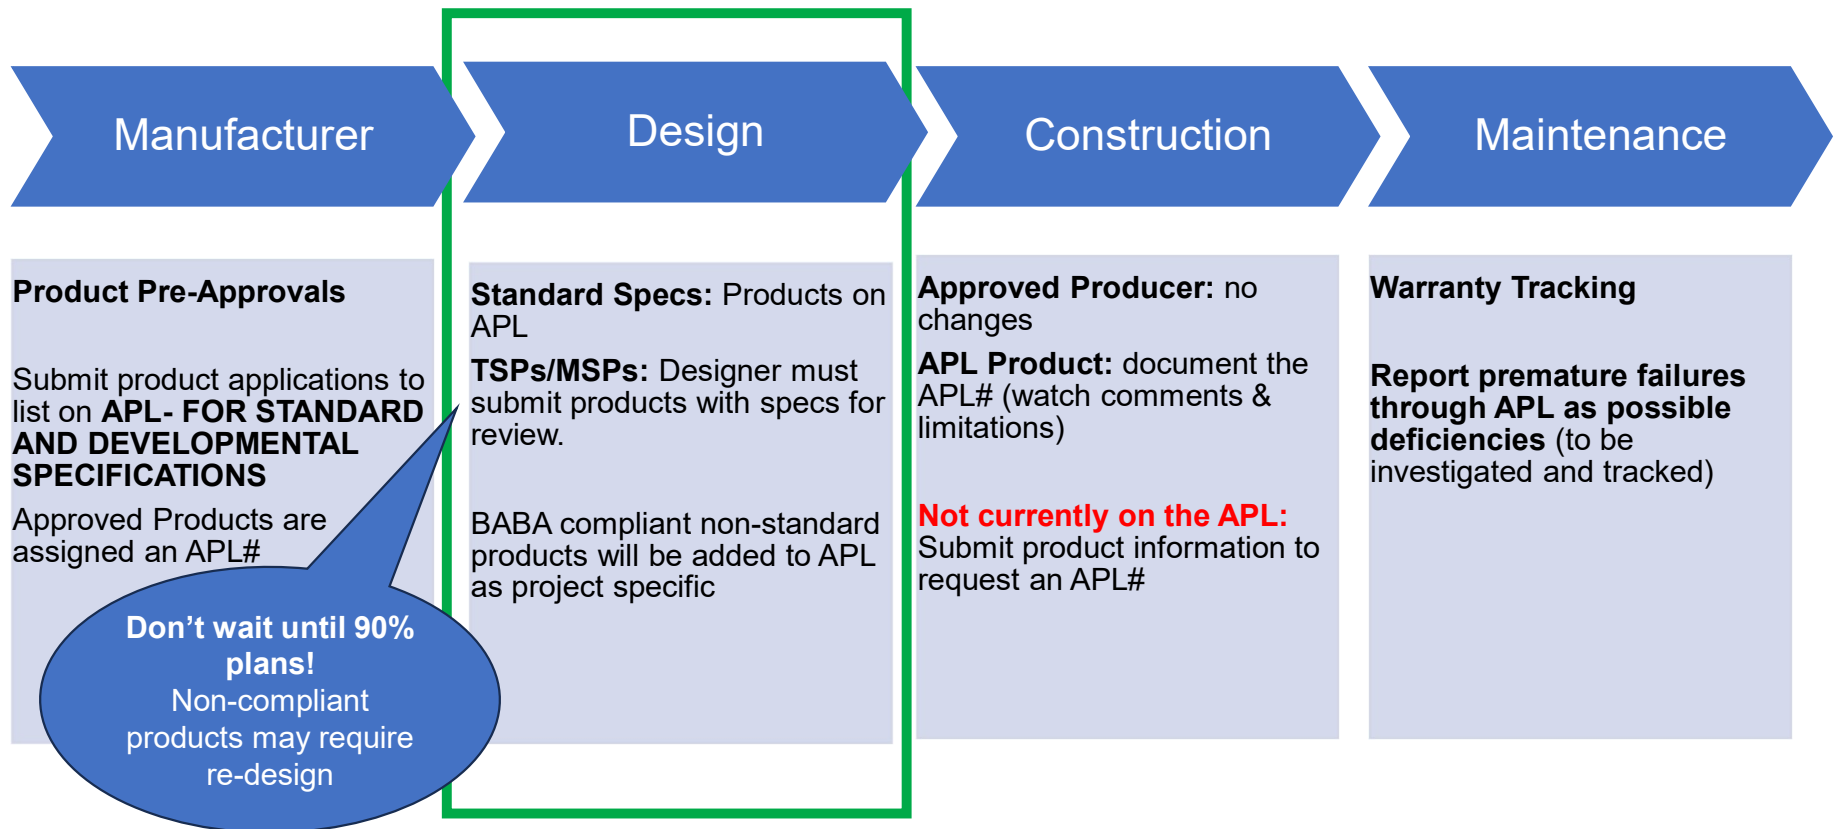 Manufacturer
Design
Construction
Maintenance
Product Pre-Approvals
Submit product applications to
list on APL- FOR STANDARD
AND DEVELOPMENTAL
SPECIFICATIONS
Approved Products are
assigned an APL#
Don’t wait until 90%
plans!
Non-compliant
products may require
re-design
Standard Specs: Products on
APL
TSPs/MSPs: Designer must
submit products with specs for
review.
BABA compliant non-standard
products will be added to APL
as project specific
Approved Producer: no
changes
APL Product: document the
APL# (watch comments &
limitations)
Not currently on the APL:
Submit product information to
request an APL#
Warranty Tracking
Report premature failures
through APL as possible
deficiencies (to be
investigated and tracked)